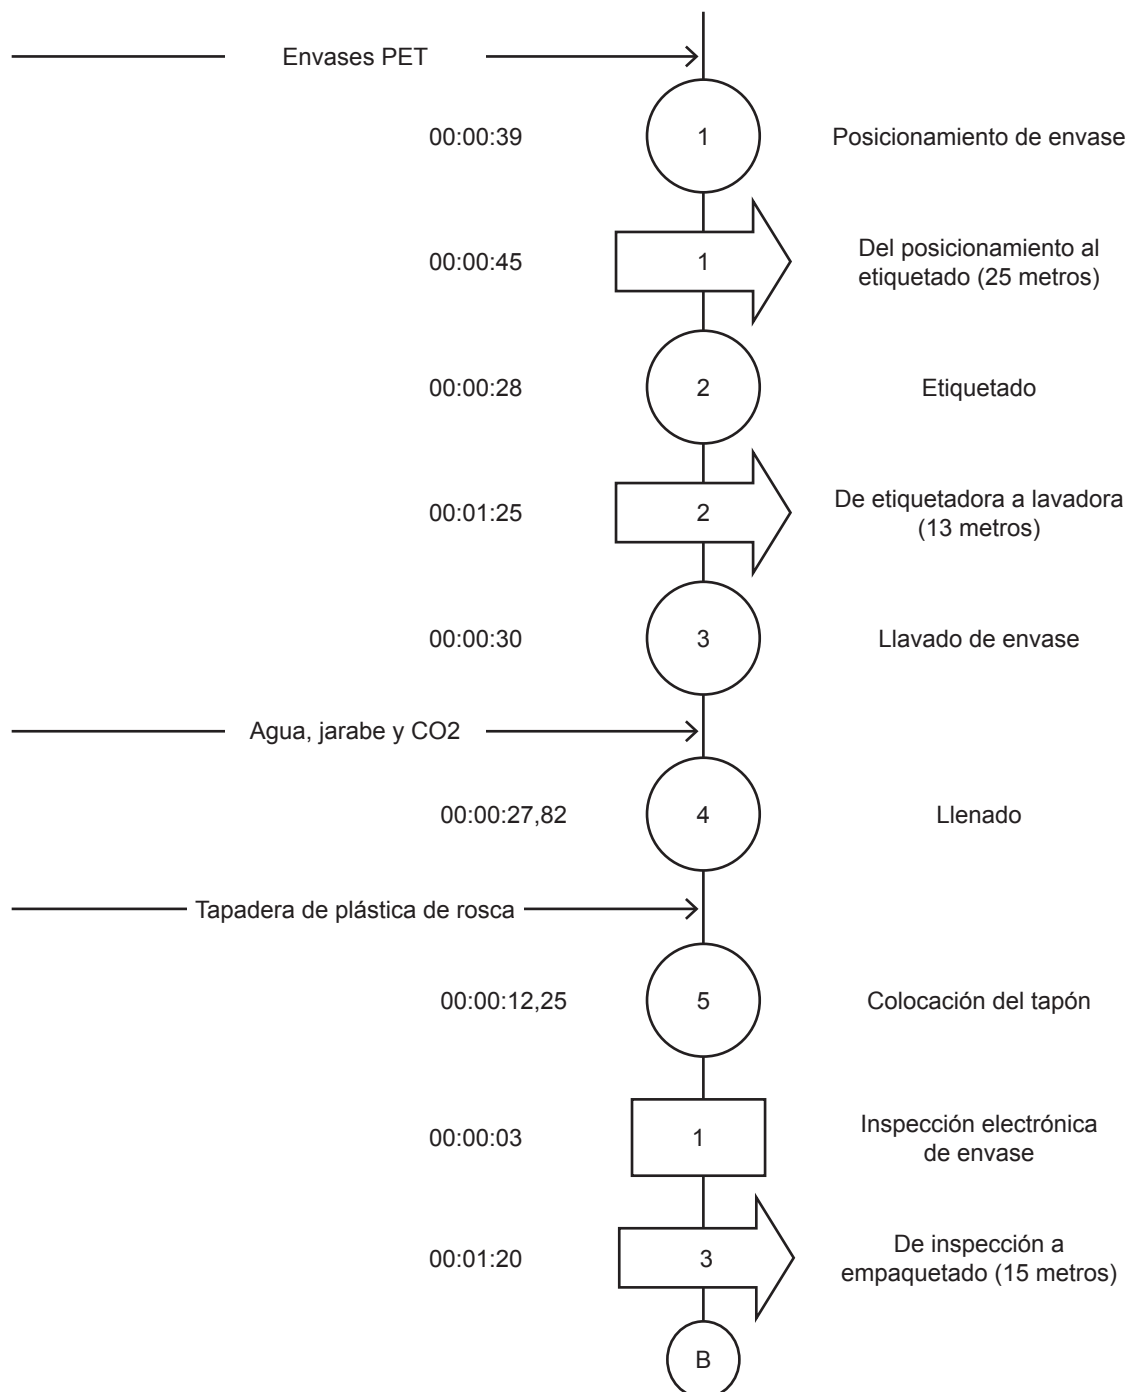 Envases PET
00:00:39
1
Posicionamiento de envase
00:00:45
1
Del posicionamiento al
etiquetado (25 metros)
00:00:28
2
Etiquetado
00:01:25
2
De etiquetadora a lavadora
(13 metros)
00:00:30
3
Llavado de envase
Agua, jarabe y CO2
00:00:27,82
4
Llenado
Tapadera de plástica de rosca
00:00:12,25
5
Colocación del tapón
00:00:03
1
Inspección electrónica
de envase
00:01:20
3
De inspección a
empaquetado (15 metros)
B